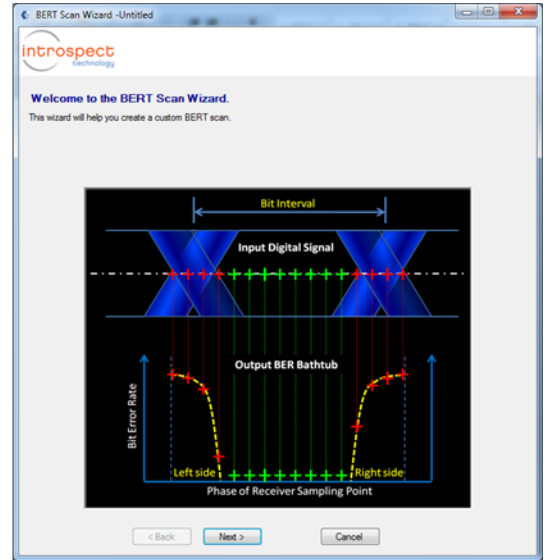 BERT Scan Wizard -Untitled
introspect
technology
Welcome to the BERT Scan Wizard.
This wizard will help you create a custom BERT scan.
Bit Interval
Input Digital Signal
Output BER Bathtub
Bit Error Rate
Left side
Right side
Phase of Receiver Sampling Point
< Back
Next >
Cancel